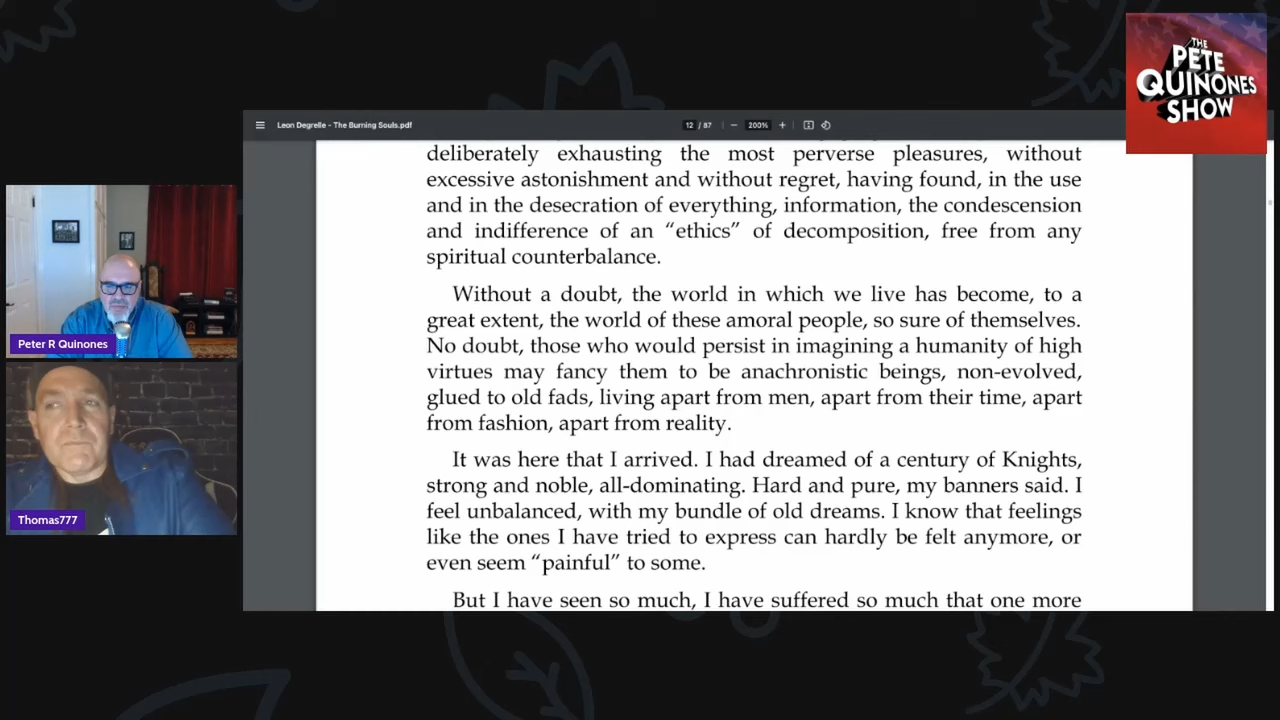 THE
PETE
QUINONES
SHOW
Leon Degrelle - The Burning Souls.pdf
12 / 87
200%
deliberately exhausting the most perverse pleasures, without
excessive astonishment and without regret, having found, in the use
and in the desecration of everything, information, the condescension
and indifference of an “ethics” of decomposition, free from any
spiritual counterbalance.
Without a doubt, the world in which we live has become, to a
great extent, the world of these amoral people, so sure of themselves.
No doubt, those who would persist in imagining a humanity of high
virtues may fancy them to be anachronistic beings, non-evolved,
glued to old fads, living apart from men, apart from their time, apart
from fashion, apart from reality.
It was here that I arrived. I had dreamed of a century of Knights,
strong and noble, all-dominating. Hard and pure, my banners said. I
feel unbalanced, with my bundle of old dreams. I know that feelings
like the ones I have tried to express can hardly be felt anymore, or
even seem “painful” to some.
But I have seen so much, I have suffered so much that one more
Peter R Quinones
Thomas777